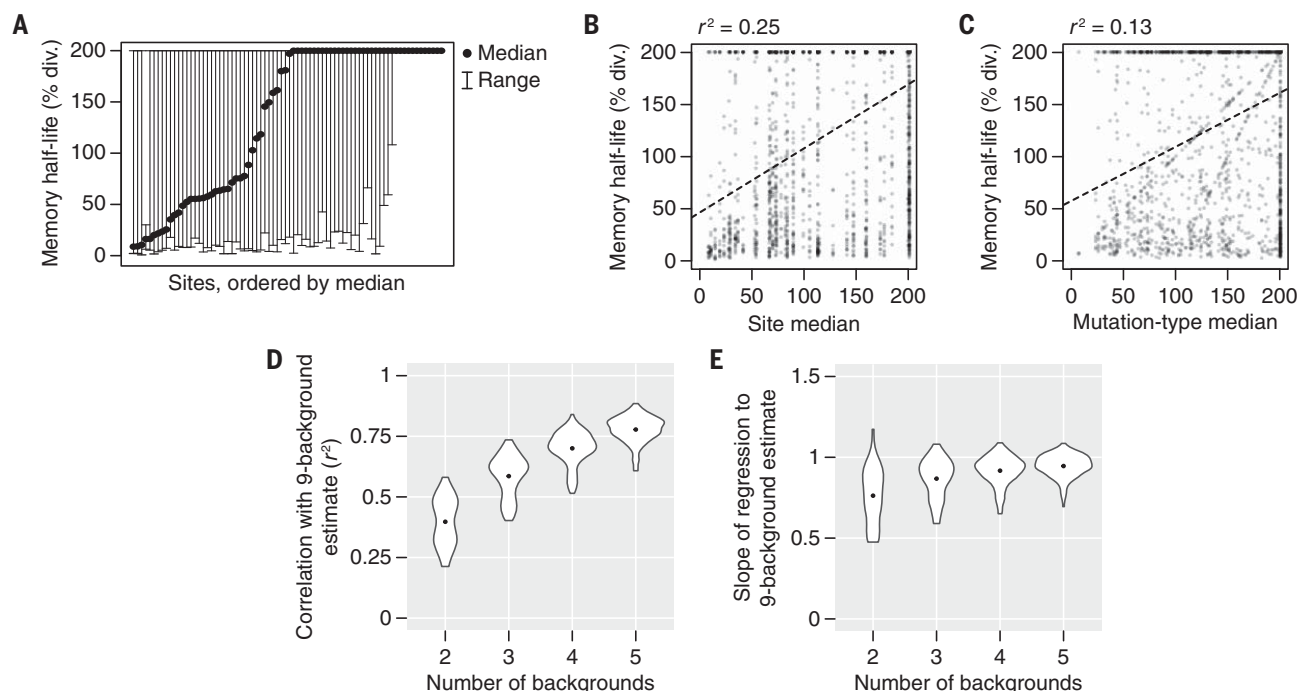 A
Memory half-life (% div.)
200
150
100
50
0
Sites, ordered by median
Median
Range
B
r² = 0.25
Memory half-life (% div.)
200
150
100
50
0
0 50 100 150 200
Site median
C
r² = 0.13
Memory half-life (% div.)
200
150
100
50
0
0 50 100 150 200
Mutation-type median
D
Correlation with 9-background
estimate (r²)
1
0.75
0.5
0.25
0
2 3 4 5
Number of backgrounds
E
Slope of regression to
9-background estimate
1.5
1
0.5
0
2 3 4 5
Number of backgrounds